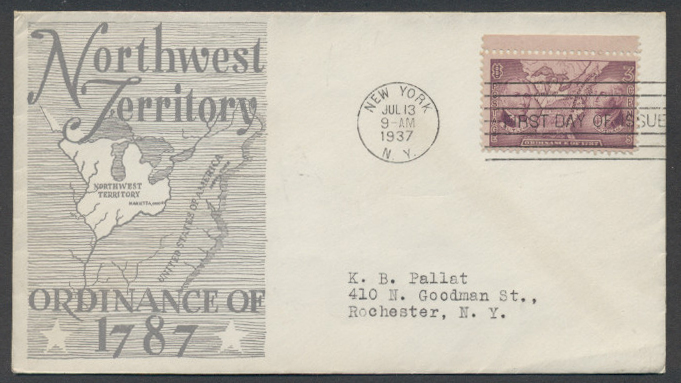 Northwest
Territory
NORTHWEST
TERRITORY
MARIETTA
UNITED STATES OF AMERICA
ORDINANCE OF
1787
NEW YORK
JUL 13
9-AM
1937
N. Y.
3
FIRST DAY OF ISSUE
ORDINANCE OF 1787
K. B. Pallat
410 N. Goodman St.,
Rochester, N. Y.